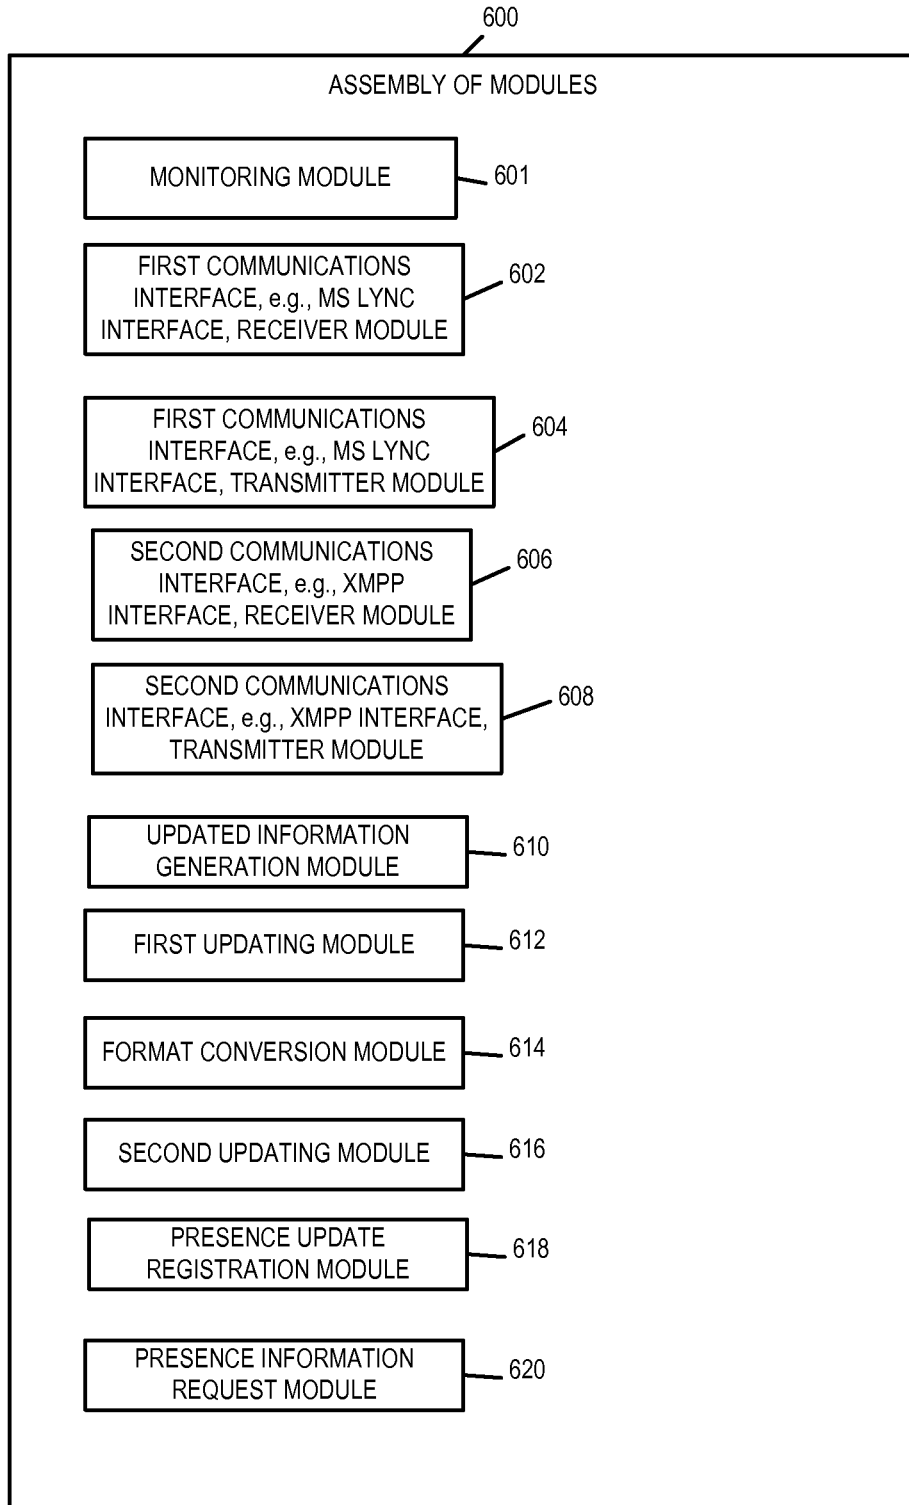 600
ASSEMBLY OF MODULES
MONITORING MODULE
601
FIRST COMMUNICATIONS
INTERFACE, e.g., MS LYNC
INTERFACE, RECEIVER MODULE
602
FIRST COMMUNICATIONS
INTERFACE, e.g., MS LYNC
INTERFACE, TRANSMITTER MODULE
604
SECOND COMMUNICATIONS
INTERFACE, e.g., XMPP
INTERFACE, RECEIVER MODULE
606
SECOND COMMUNICATIONS
INTERFACE, e.g., XMPP INTERFACE,
TRANSMITTER MODULE
608
UPDATED INFORMATION
GENERATION MODULE
610
FIRST UPDATING MODULE
612
FORMAT CONVERSION MODULE
614
SECOND UPDATING MODULE
616
PRESENCE UPDATE
REGISTRATION MODULE
618
PRESENCE INFORMATION
REQUEST MODULE
620